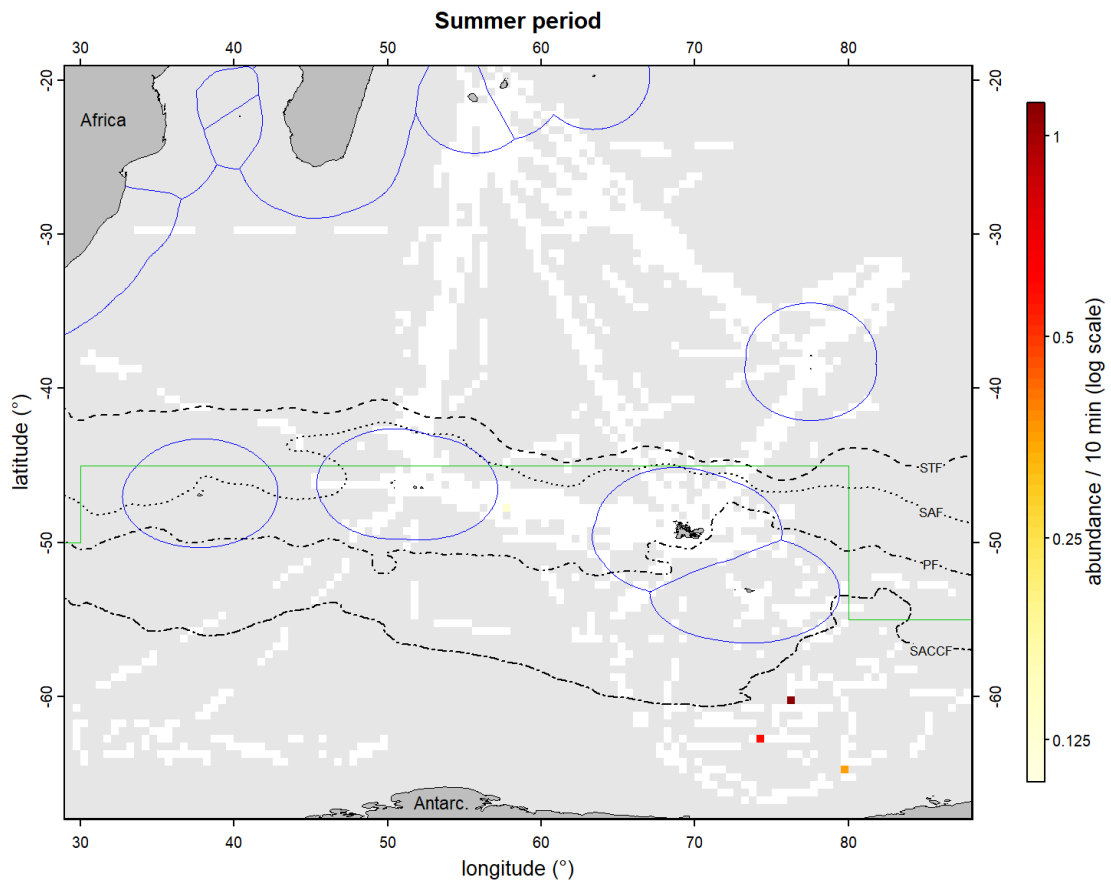 Summer period
30 40 50 60 70 80
-20 -20
Africa
1
-30 -30
0.5
-40 -40
STF
SAF
0.25
-50 -50
PF
SACCF
-60 -60
0.125
Antarc.
30 40 50 60 70 80
latitude (°)
longitude (°)
abundance / 10 min (log scale)